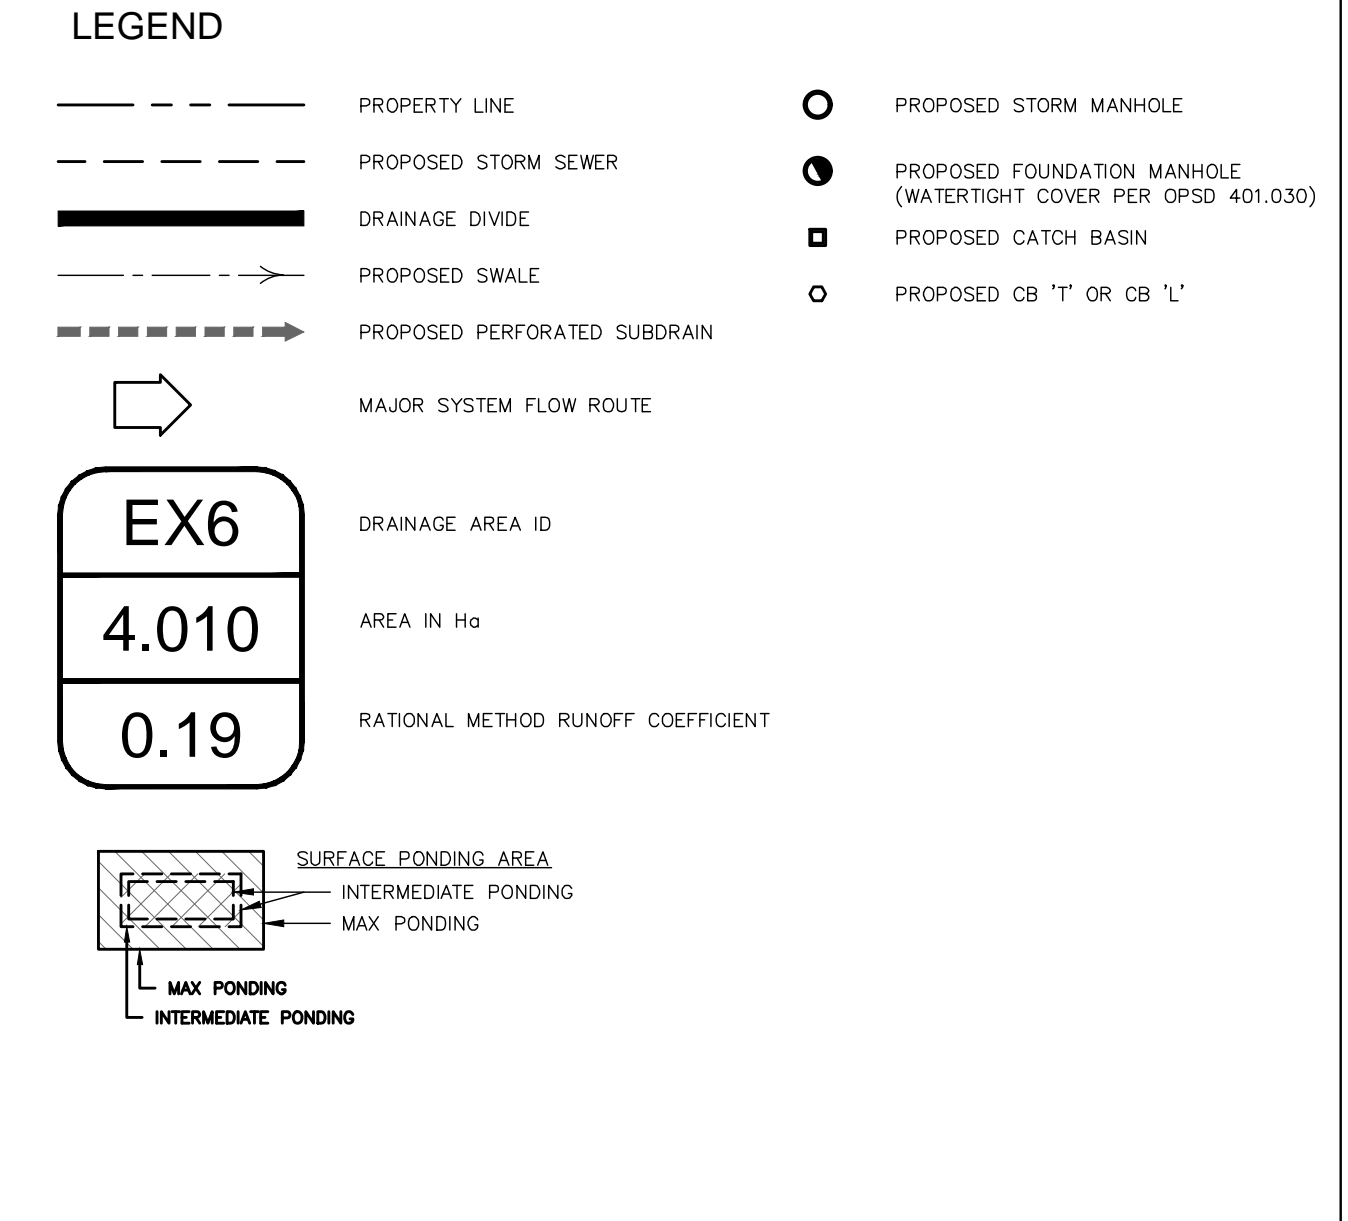 LEGEND
PROPERTY LINE
PROPOSED STORM SEWER
DRAINAGE DIVIDE
PROPOSED SWALE
PROPOSED PERFORATED SUBDRAIN
MAJOR SYSTEM FLOW ROUTE
PROPOSED STORM MANHOLE
PROPOSED FOUNDATION MANHOLE
(WATERTIGHT COVER PER OPSD 401.030)
PROPOSED CATCH BASIN
PROPOSED CB 'T' OR CB 'L'
EX6
DRAINAGE AREA ID
4.010
AREA IN Ha
0.19
RATIONAL METHOD RUNOFF COEFFICIENT
SURFACE PONDING AREA
INTERMEDIATE PONDING
MAX PONDING
MAX PONDING
INTERMEDIATE PONDING